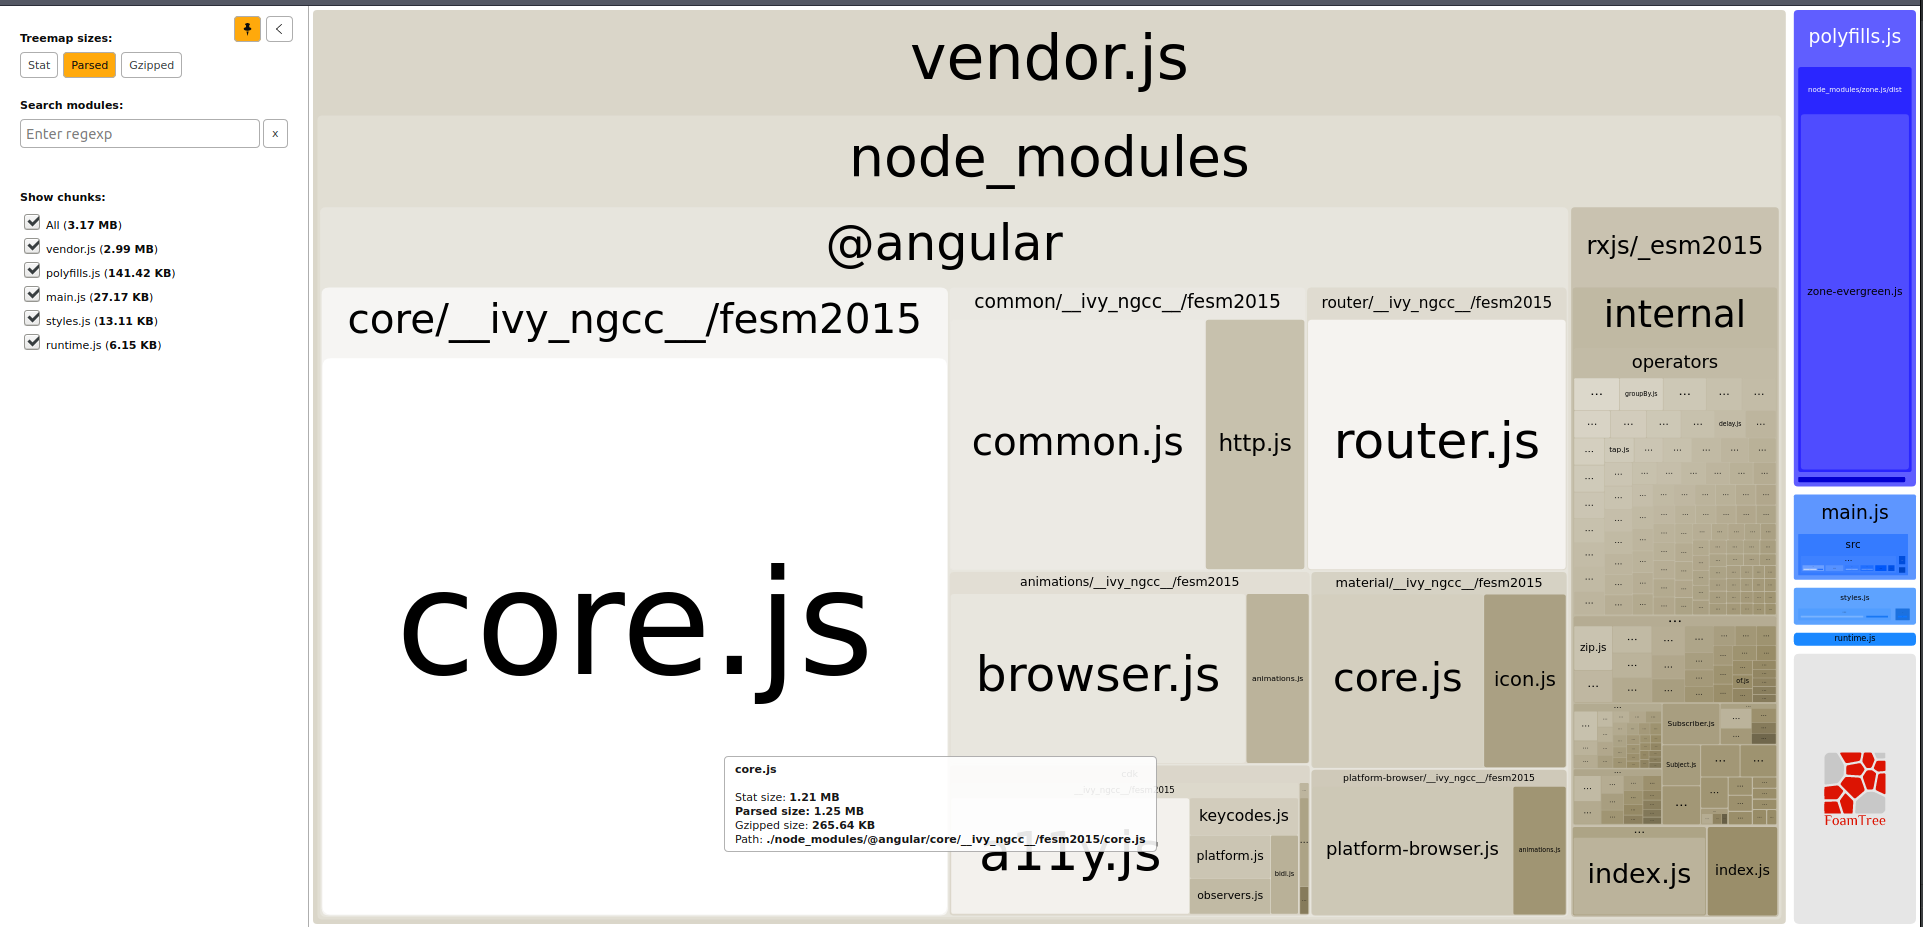 Treemap sizes:
Stat
Parsed
Gzipped
Search modules:
Enter regexp
x
Show chunks:
All (3.17 MB)
vendor.js (2.99 MB)
polyfills.js (141.42 KB)
main.js (27.17 KB)
styles.js (13.11 KB)
runtime.js (6.15 KB)
vendor.js
node_modules
@angular
core/__ivy_ngcc__/fesm2015
core.js
common/__ivy_ngcc__/fesm2015
common.js
http.js
router/__ivy_ngcc__/fesm2015
router.js
animations/__ivy_ngcc__/fesm2015
browser.js
animations.js
material/__ivy_ngcc__/fesm2015
core.js
icon.js
cdk
__ivy_ngcc__/fesm2015
a11y.js
keycodes.js
platform.js
observers.js
bidi.js
...
platform-browser/__ivy_ngcc__/fesm2015
platform-browser.js
animations.js
core.js
Stat size: 1.21 MB
Parsed size: 1.25 MB
Gzipped size: 265.64 KB
Path: ./node_modules/@angular/core/__ivy_ngcc__/fesm2015/core.js
rxjs/_esm2015
internal
operators
... groupBy.js ... ... ...
... ... ... ... delay.js ...
... tap.js ... ... ... ...
...
zip.js
of.js
Subscriber.js
Subject.js
...
index.js
index.js
polyfills.js
node_modules/zone.js/dist
zone-evergreen.js
main.js
src
...
styles.js
runtime.js
FoamTree